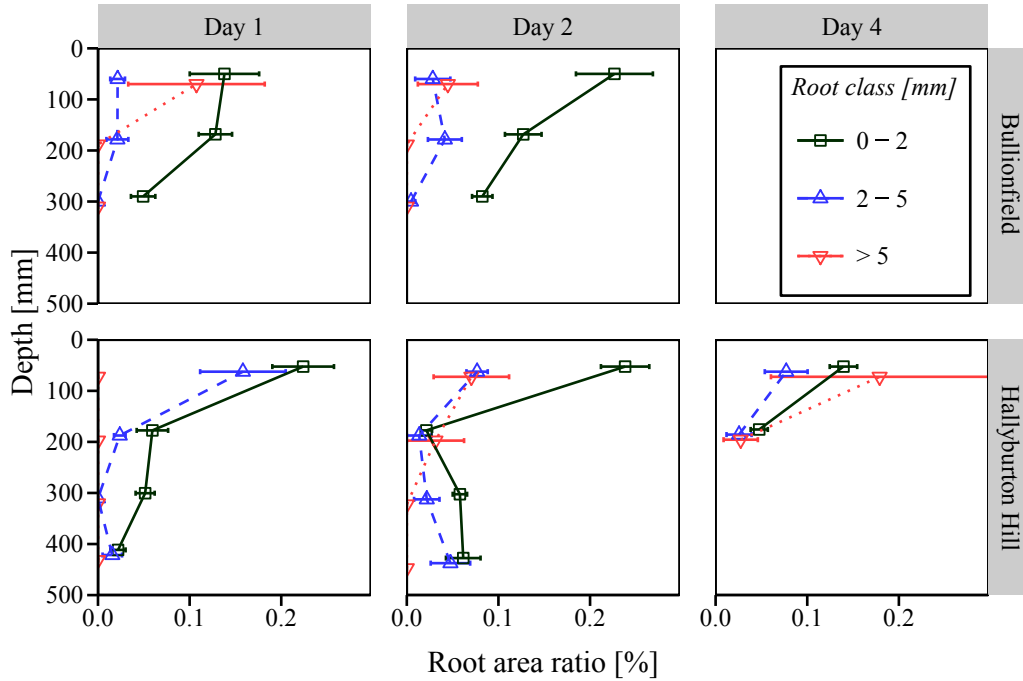 Day 1
Day 2
Day 4
0
100
200
300
400
500
Root class [mm]
0 – 2
2 – 5
> 5
Bullionfield
Depth [mm]
0
100
200
300
400
500
Hallyburton Hill
0.0
0.1
0.2
0.0
0.1
0.2
0.0
0.1
0.2
Root area ratio [%]